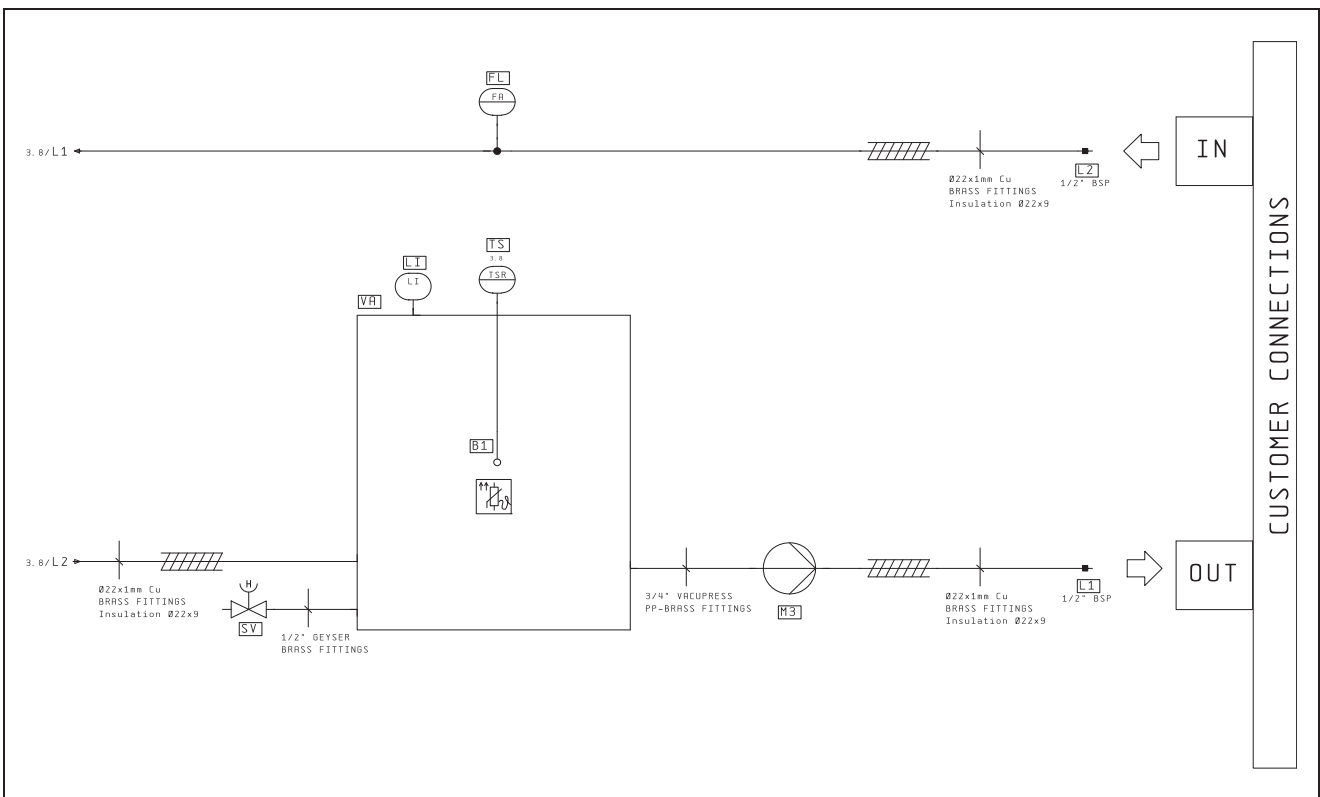 FL
FA
3.8/L1
IN
L2
1/2" BSP
Ø22x1mm Cu
BRASS FITTINGS
Insulation Ø22x9
CUSTOMER CONNECTIONS
TS
3.8
TSR
LI
LI
VA
B1
3.8/L2
Ø22x1mm Cu
BRASS FITTINGS
Insulation Ø22x9
H
SV
1/2" GEYSER
BRASS FITTINGS
3/4" VACUPRESS
PP-BRASS FITTINGS
M3
Ø22x1mm Cu
BRASS FITTINGS
Insulation Ø22x9
L1
1/2" BSP
OUT